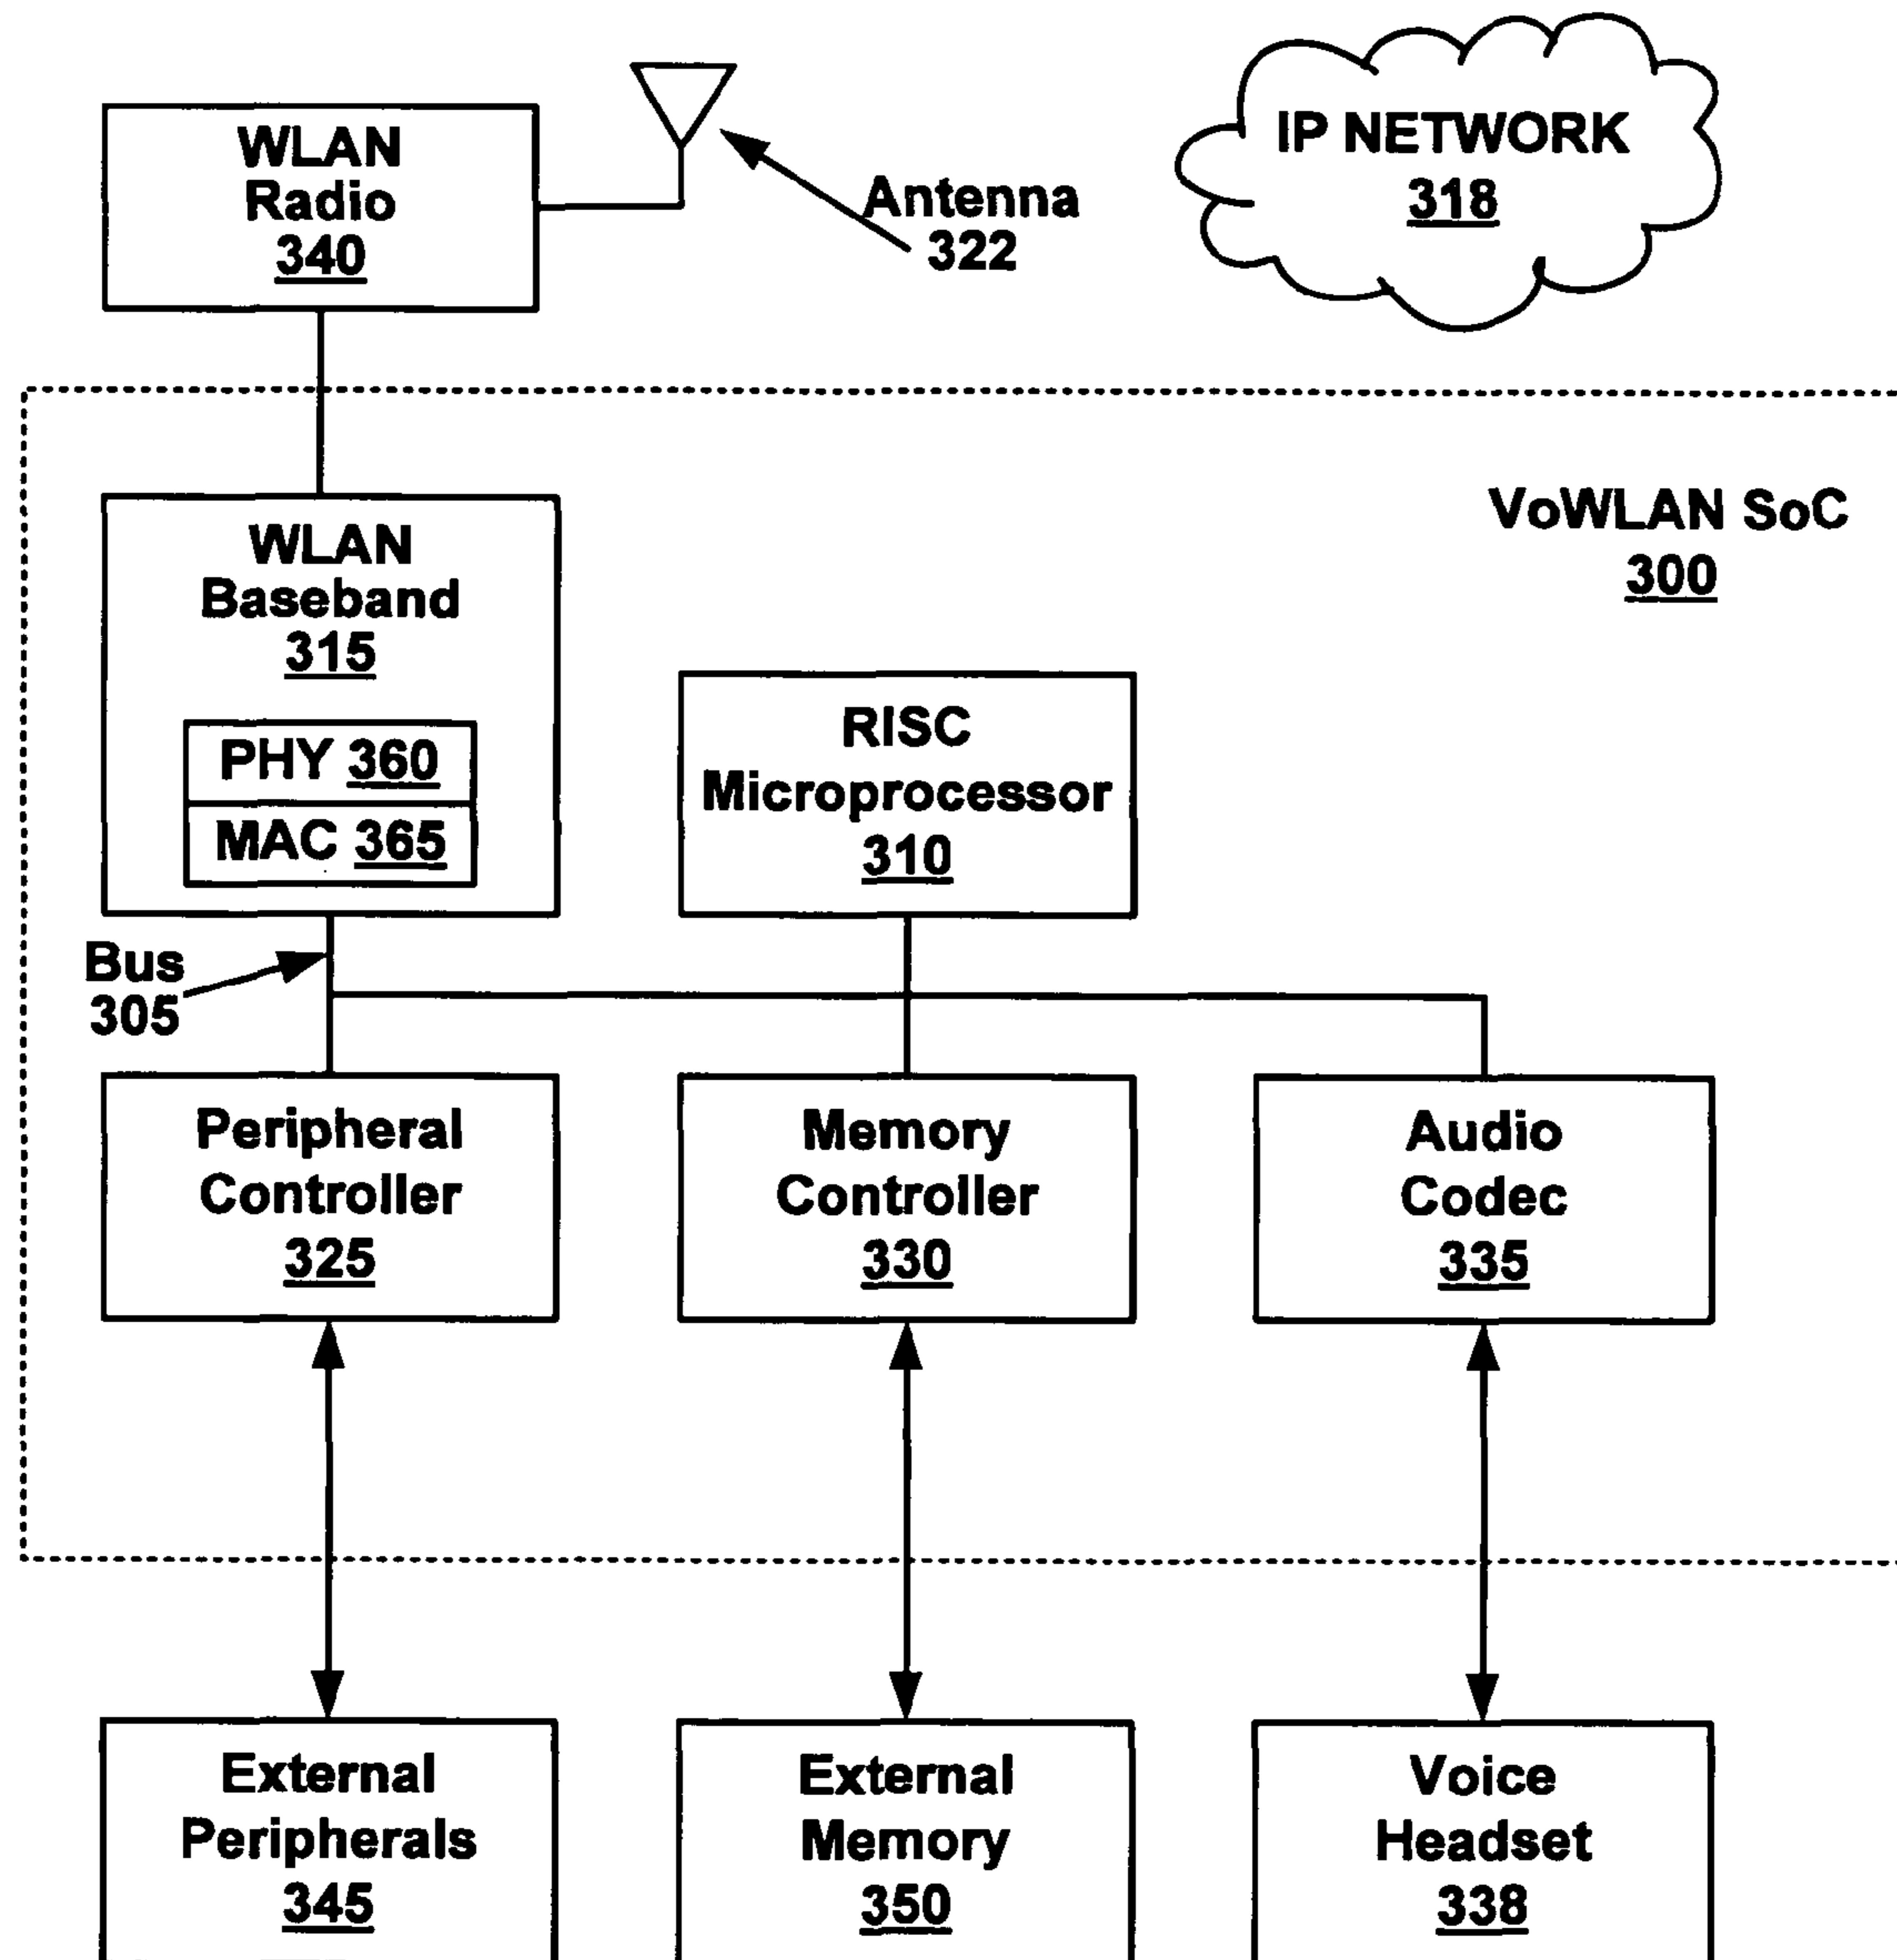 WLAN
Radio
340
Antenna
322
IP NETWORK
318
VoWLAN SoC
300
WLAN
Baseband
315
PHY 360
MAC 365
RISC
Microprocessor
310
Bus
305
Peripheral
Controller
325
Memory
Controller
330
Audio
Codec
335
External
Peripherals
345
External
Memory
350
Voice
Headset
338